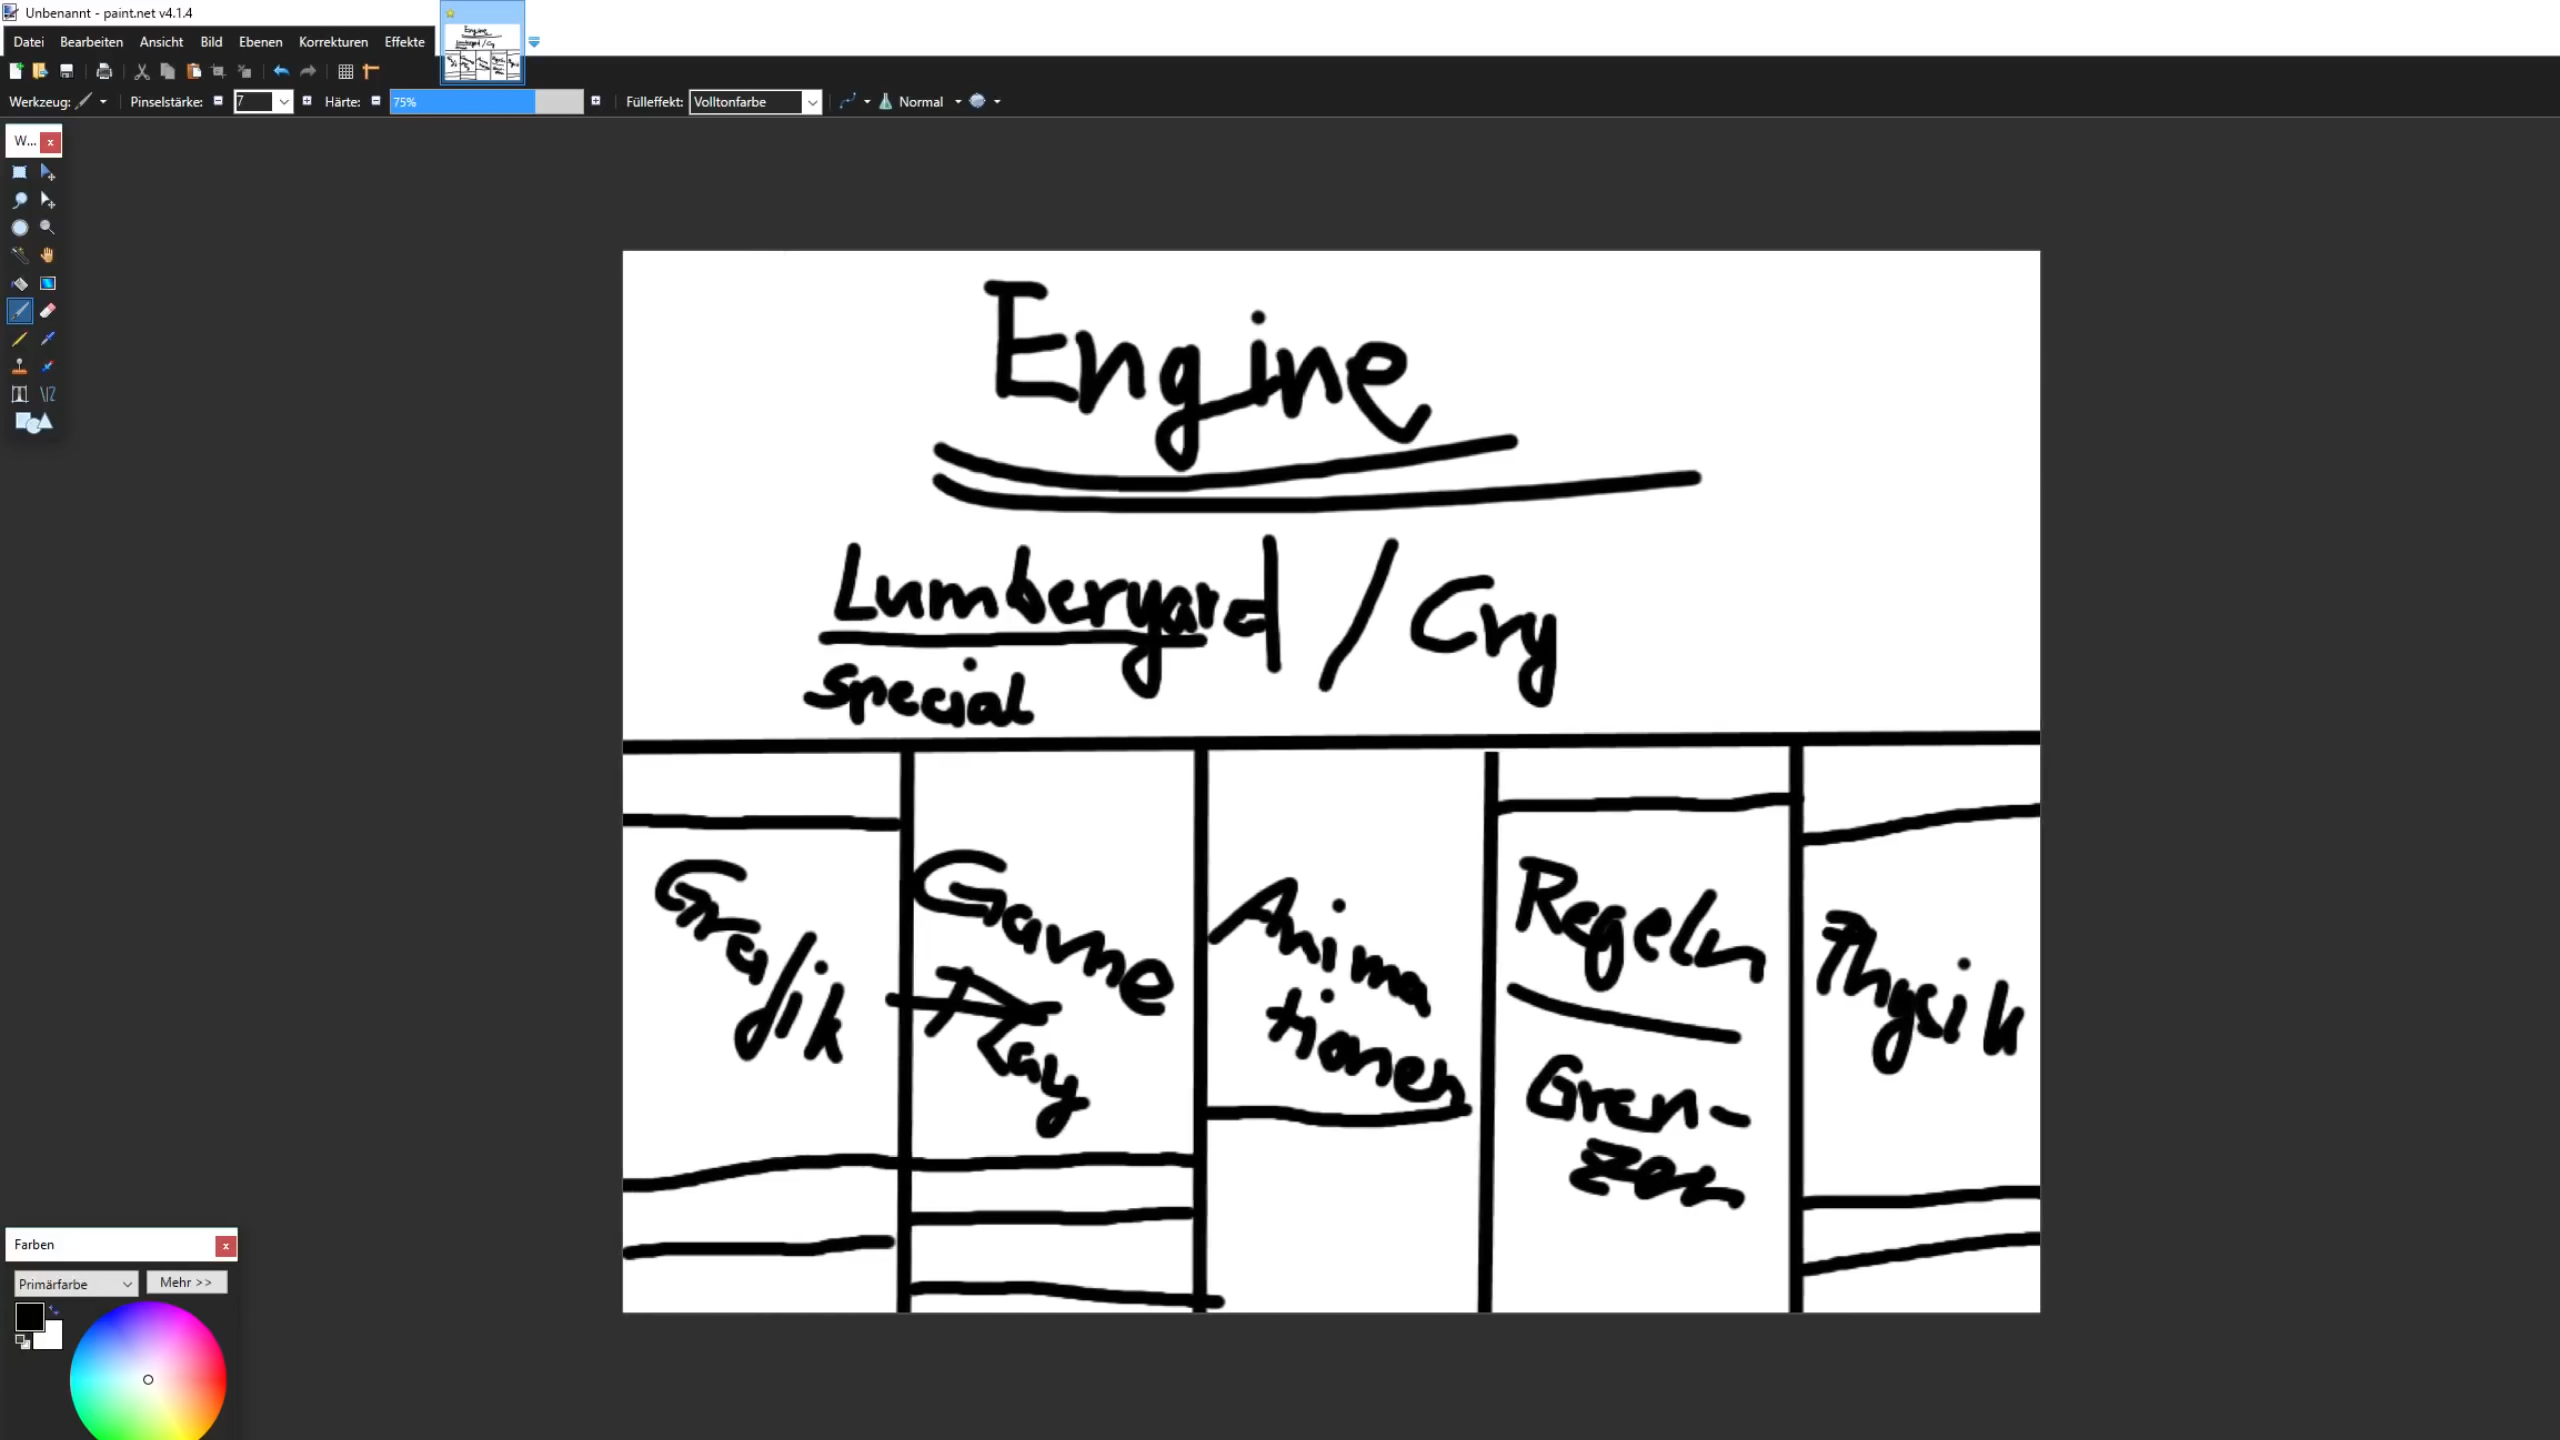 Unbenannt - paint.net v4.1.4
Datei Bearbeiten Ansicht Bild Ebenen Korrekturen Effekte
Werkzeug: Pinselstärke: 7 Härte: 75% Fülleffekt: Volltonfarbe Normal
W...
Engine
Lumberyard / Cry
Special
Grafik
Game
Play
Anima
tionen
Regeln
Gren-
zen
Physik
Farben
Primärfarbe Mehr >>